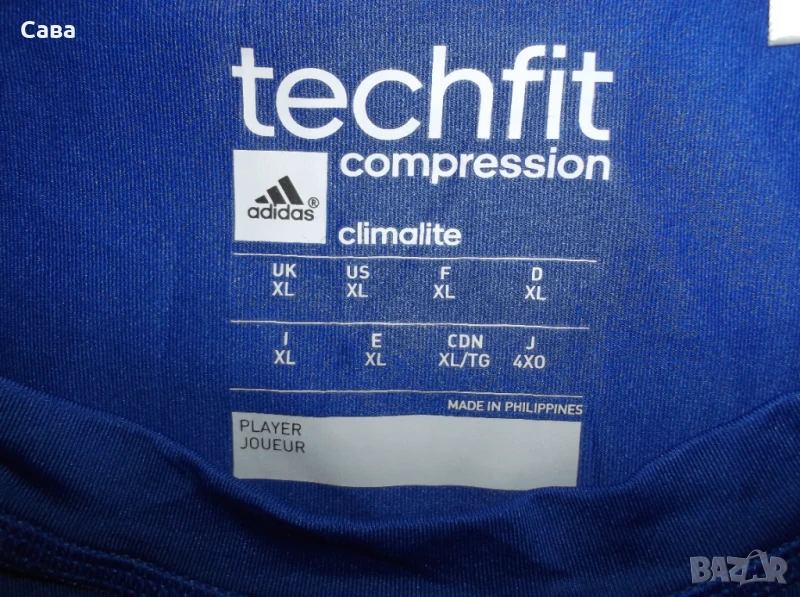 Сава
techfit
compression
adidas®
climalite
UK US F D
XL XL XL XL
I E CDN J
XL XL XL/TG 4XO
MADE IN PHILIPPINES
PLAYER
JOUEUR
BAZAR